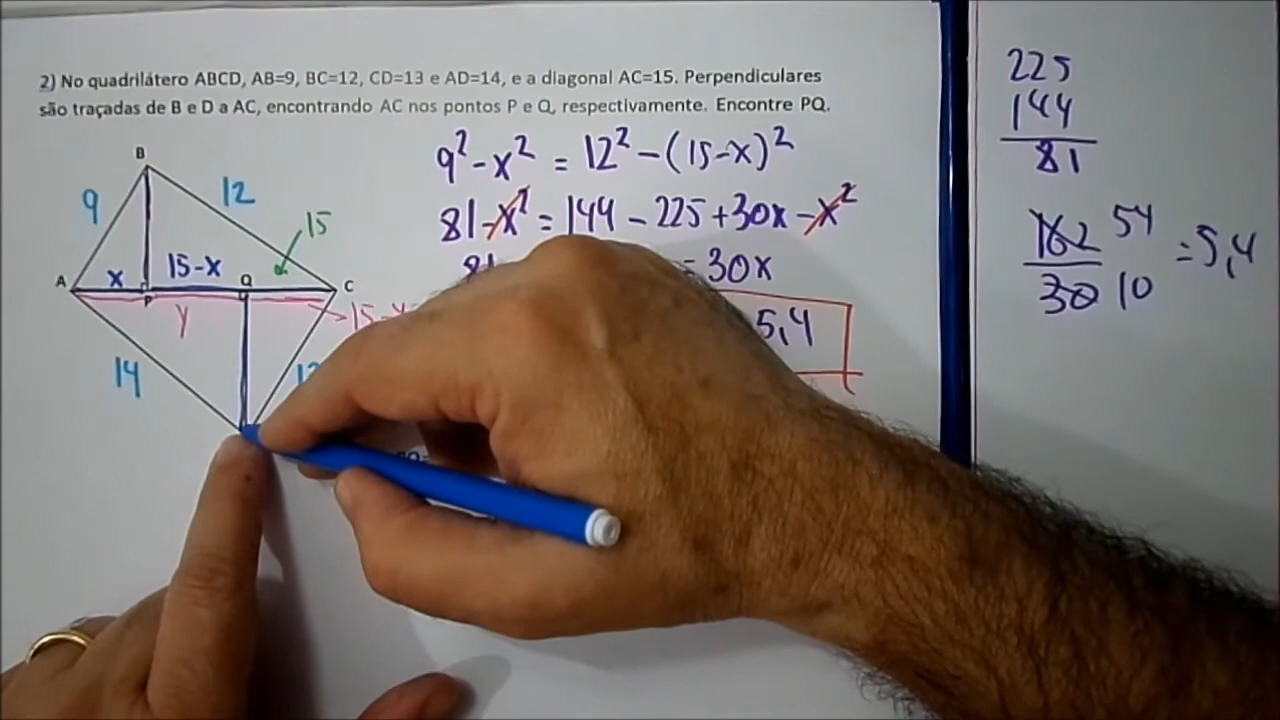 2) No quadrilátero ABCD, AB=9, BC=12, CD=13 e AD=14, e a diagonal AC=15. Perpendiculares
são traçadas de B e D a AC, encontrando AC nos pontos P e Q, respectivamente. Encontre PQ.
B
9
12
15
A
x
15-x
Q
C
P
y
14
9² - x² = 12² - (15-x)²
81 - x² = 144 - 225 + 30x - x²
= 30x
5,4
225
144
81
162 54
30 10
= 5,4